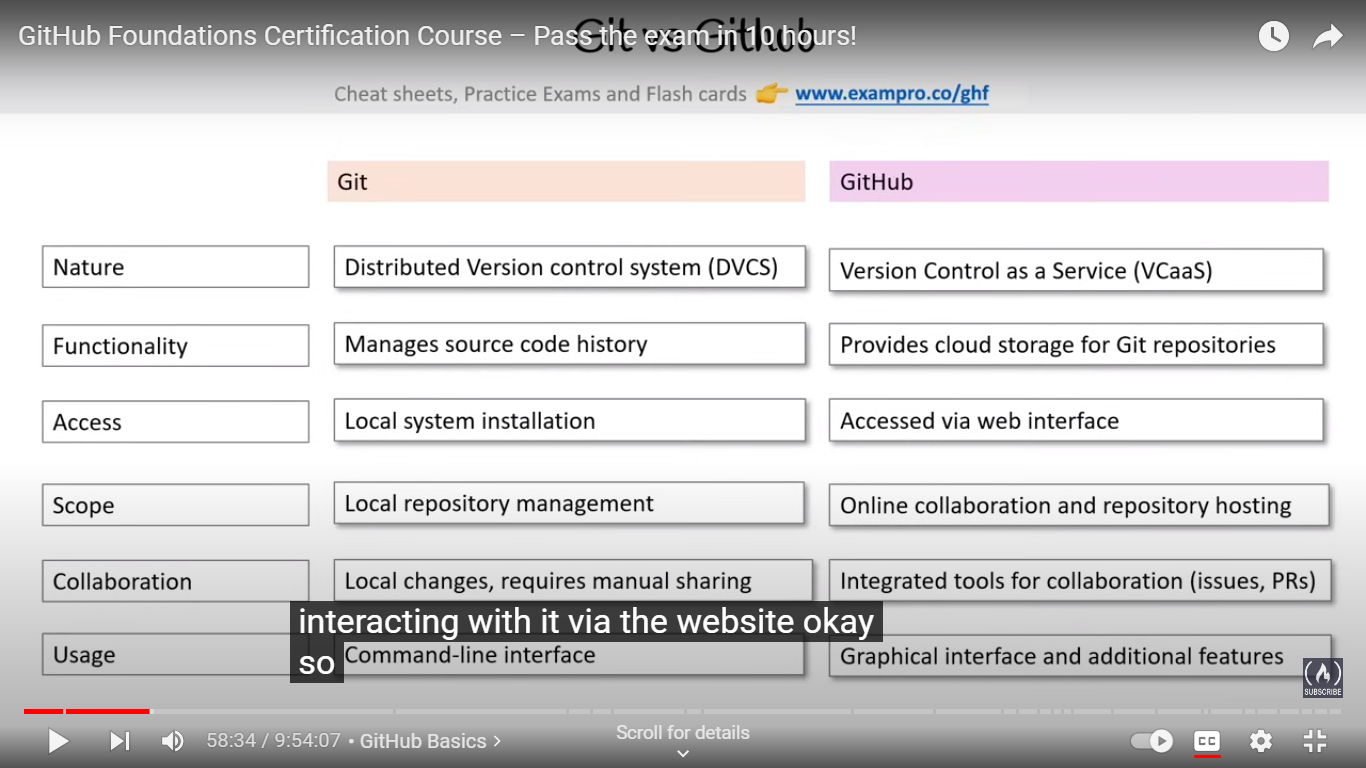 GitHub Foundations Certification Course – Pass the exam in 10 hours!
Git vs GitHub
Cheat sheets, Practice Exams and Flash cards 👉 www.exampro.co/ghf
Git
GitHub
Nature
Distributed Version control system (DVCS)
Version Control as a Service (VCaaS)
Functionality
Manages source code history
Provides cloud storage for Git repositories
Access
Local system installation
Accessed via web interface
Scope
Local repository management
Online collaboration and repository hosting
Collaboration
Local changes, requires manual sharing
Integrated tools for collaboration (issues, PRs)
interacting with it via the website okay
so
Usage
Command-line interface
Graphical interface and additional features
SUBSCRIBE
58:34 / 9:54:07 • GitHub Basics >
Scroll for details
CC